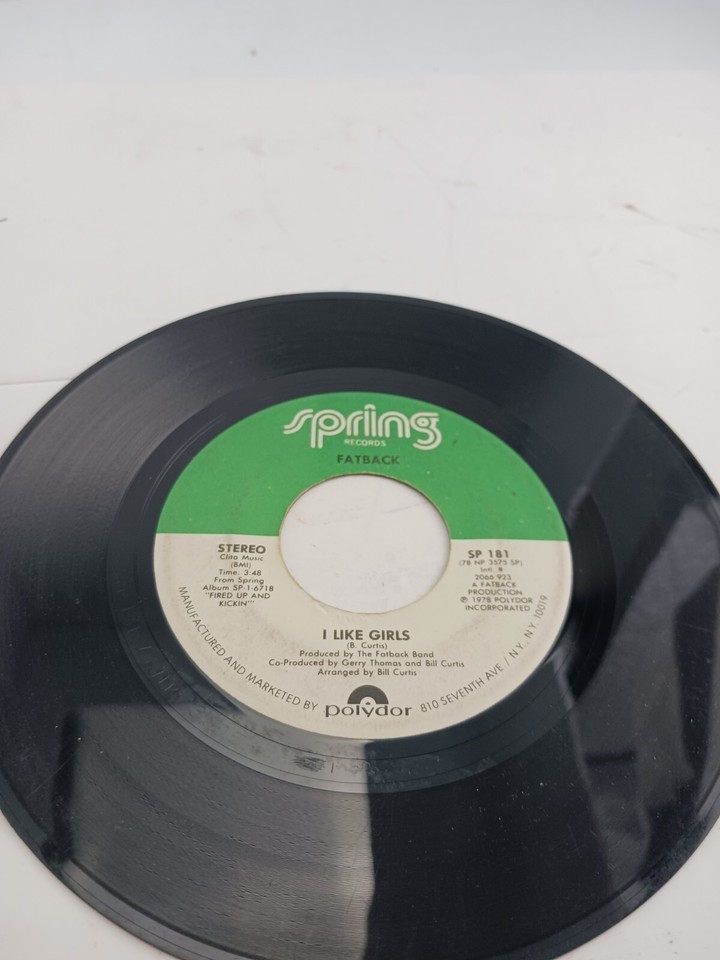 spring
RECORDS
FATBACK
STEREO
Clita Music
(BMI)
Time: 3:48
From Spring
Album SP-1-6718
"FIRED UP AND
KICKIN'"
SP 181
(78 NP 3575 SP)
Intl. #
2066 923
A FATBACK
PRODUCTION
℗ 1978 POLYDOR
INCORPORATED
I LIKE GIRLS
(B. Curtis)
Produced by The Fatback Band
Co-Produced by Gerry Thomas and Bill Curtis
Arranged by Bill Curtis
MANUFACTURED AND MARKETED BY polydor 810 SEVENTH AVE / N.Y. N.Y. 10019